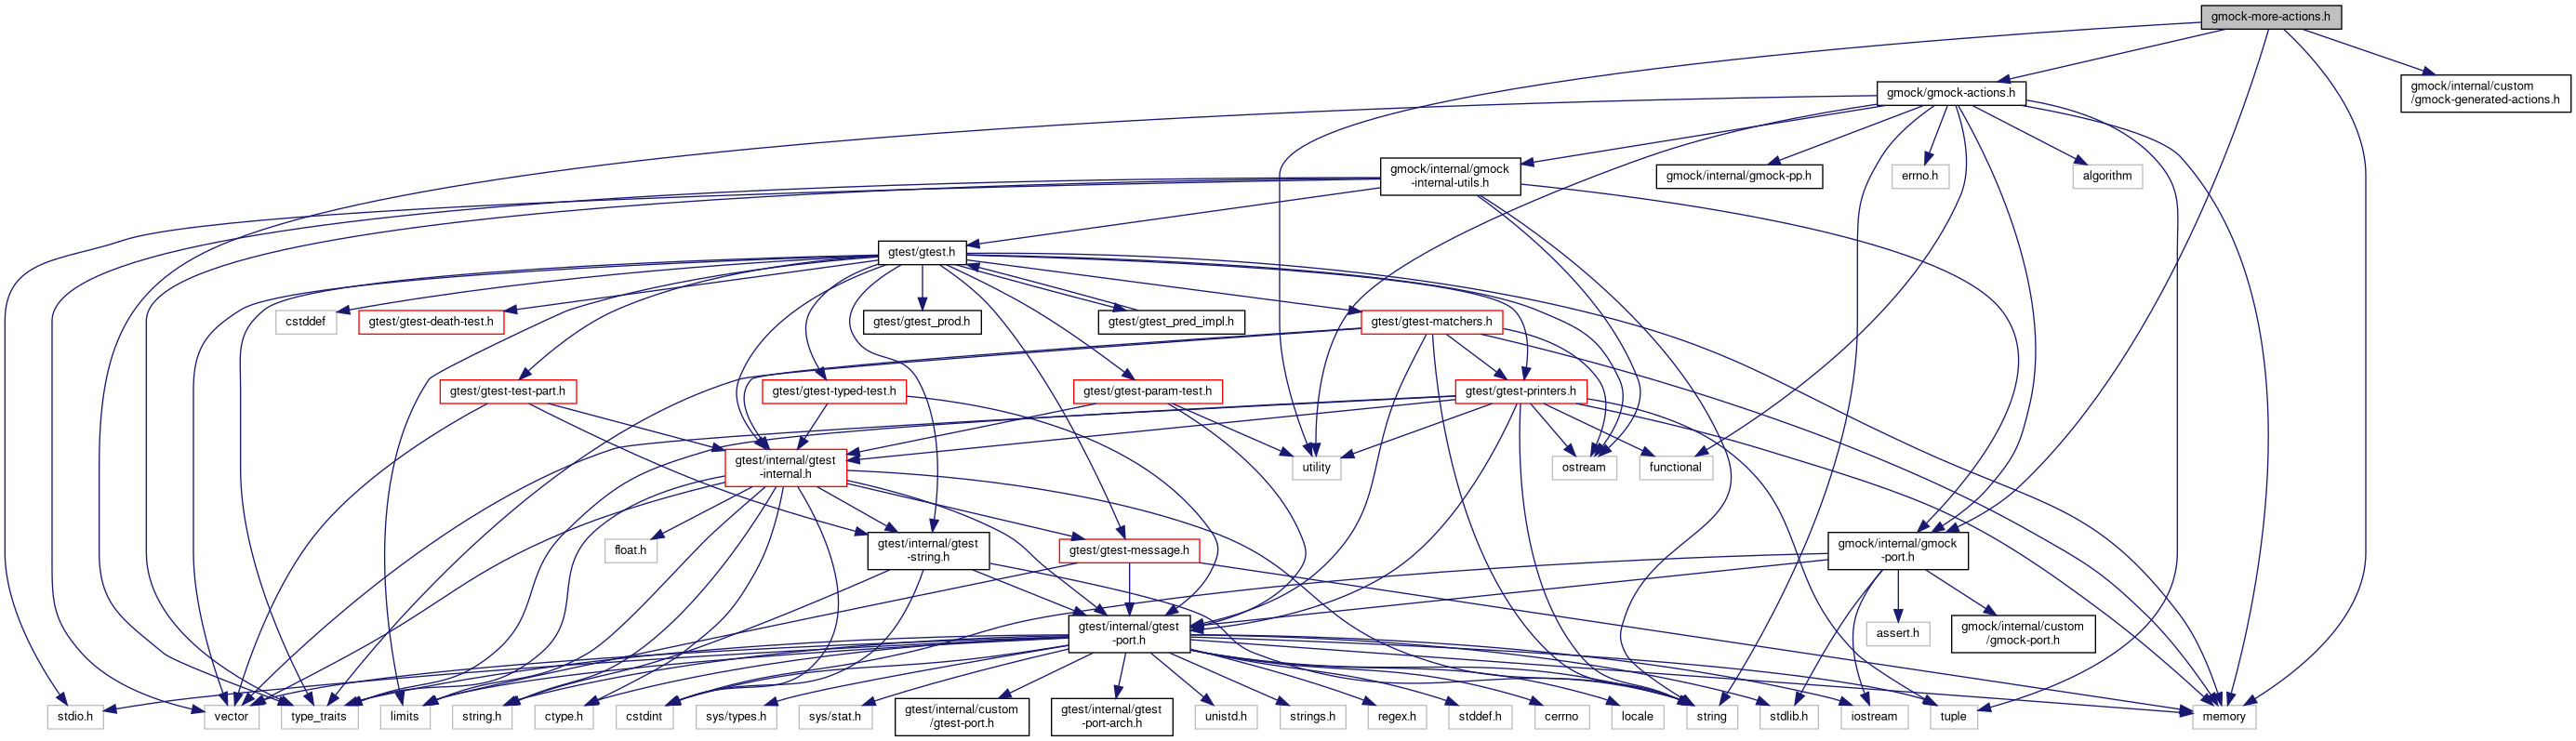 gmock-more-actions.h
gmock/gmock-actions.h
gmock/internal/custom
/gmock-generated-actions.h
gmock/internal/gmock
-internal-utils.h
gmock/internal/gmock-pp.h
errno.h
algorithm
gtest/gtest.h
cstddef
gtest/gtest-death-test.h
gtest/gtest_prod.h
gtest/gtest_pred_impl.h
gtest/gtest-matchers.h
gtest/gtest-test-part.h
gtest/gtest-typed-test.h
gtest/gtest-param-test.h
gtest/gtest-printers.h
gtest/internal/gtest
-internal.h
utility
ostream
functional
float.h
gtest/internal/gtest
-string.h
gtest/gtest-message.h
gmock/internal/gmock
-port.h
gtest/internal/gtest
-port.h
assert.h
gmock/internal/custom
/gmock-port.h
stdio.h
vector
type_traits
limits
string.h
ctype.h
cstdint
sys/types.h
sys/stat.h
gtest/internal/custom
/gtest-port.h
gtest/internal/gtest
-port-arch.h
unistd.h
strings.h
regex.h
stddef.h
cerrno
locale
string
stdlib.h
iostream
tuple
memory